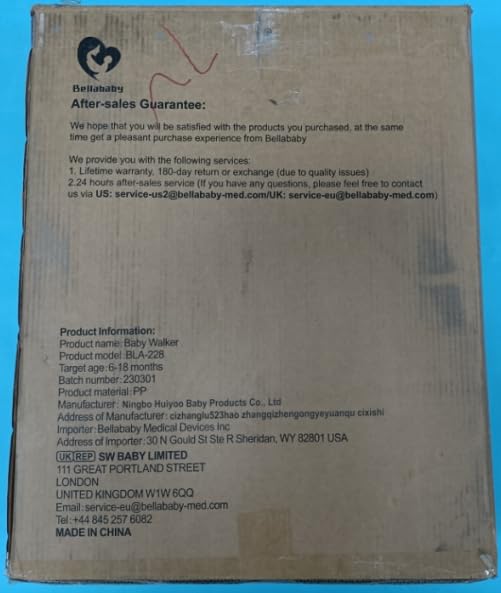 Bellababy
After-sales Guarantee:
We hope that you will be satisfied with the products you purchased, at the same
time get a pleasant purchase experience from Bellababy
We provide you with the following services:
1. Lifetime warranty, 180-day return or exchange (due to quality issues)
2.24 hours after-sales service (If you have any questions, please feel free to contact
us via US: service-us2@bellababy-med.com/UK: service-eu@bellababy-med.com)
Product Information:
Product name: Baby Walker
Product model: BLA-228
Target age: 6-18 months
Batch number: 230301
Product material: PP
Manufacturer: Ningbo Huiyoo Baby Products Co., Ltd
Address of Manufacturer: cizhanglu523hao zhangqizhengongyeyuanqu cixishi
Importer: Bellababy Medical Devices Inc
Address of Importer: 30 N Gould St Ste R Sheridan, WY 82801 USA
UK REP SW BABY LIMITED
111 GREAT PORTLAND STREET
LONDON
UNITED KINGDOM W1W 6QQ
Email: service-eu@bellababy-med.com
Tel: +44 845 257 6082
MADE IN CHINA